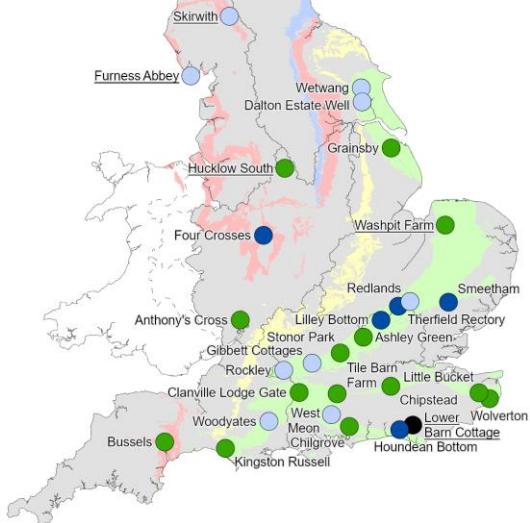 Skirwith
Furness Abbey
Wetwang
Dalton Estate Well
Grainsby
Hucklow South
Washpit Farm
Four Crosses
Redlands
Smeetham
Anthony's Cross
Lilley Bottom
Therfield Rectory
Stonor Park
Ashley Green
Gibbett Cottages
Rockley
Tile Barn
Farm
Little Bucket
Clanville Lodge Gate
Chipstead
Wolverton
Woodyates
West
Meon
Lower
Barn Cottage
Chilgrove
Bussels
Houndean Bottom
Kingston Russell